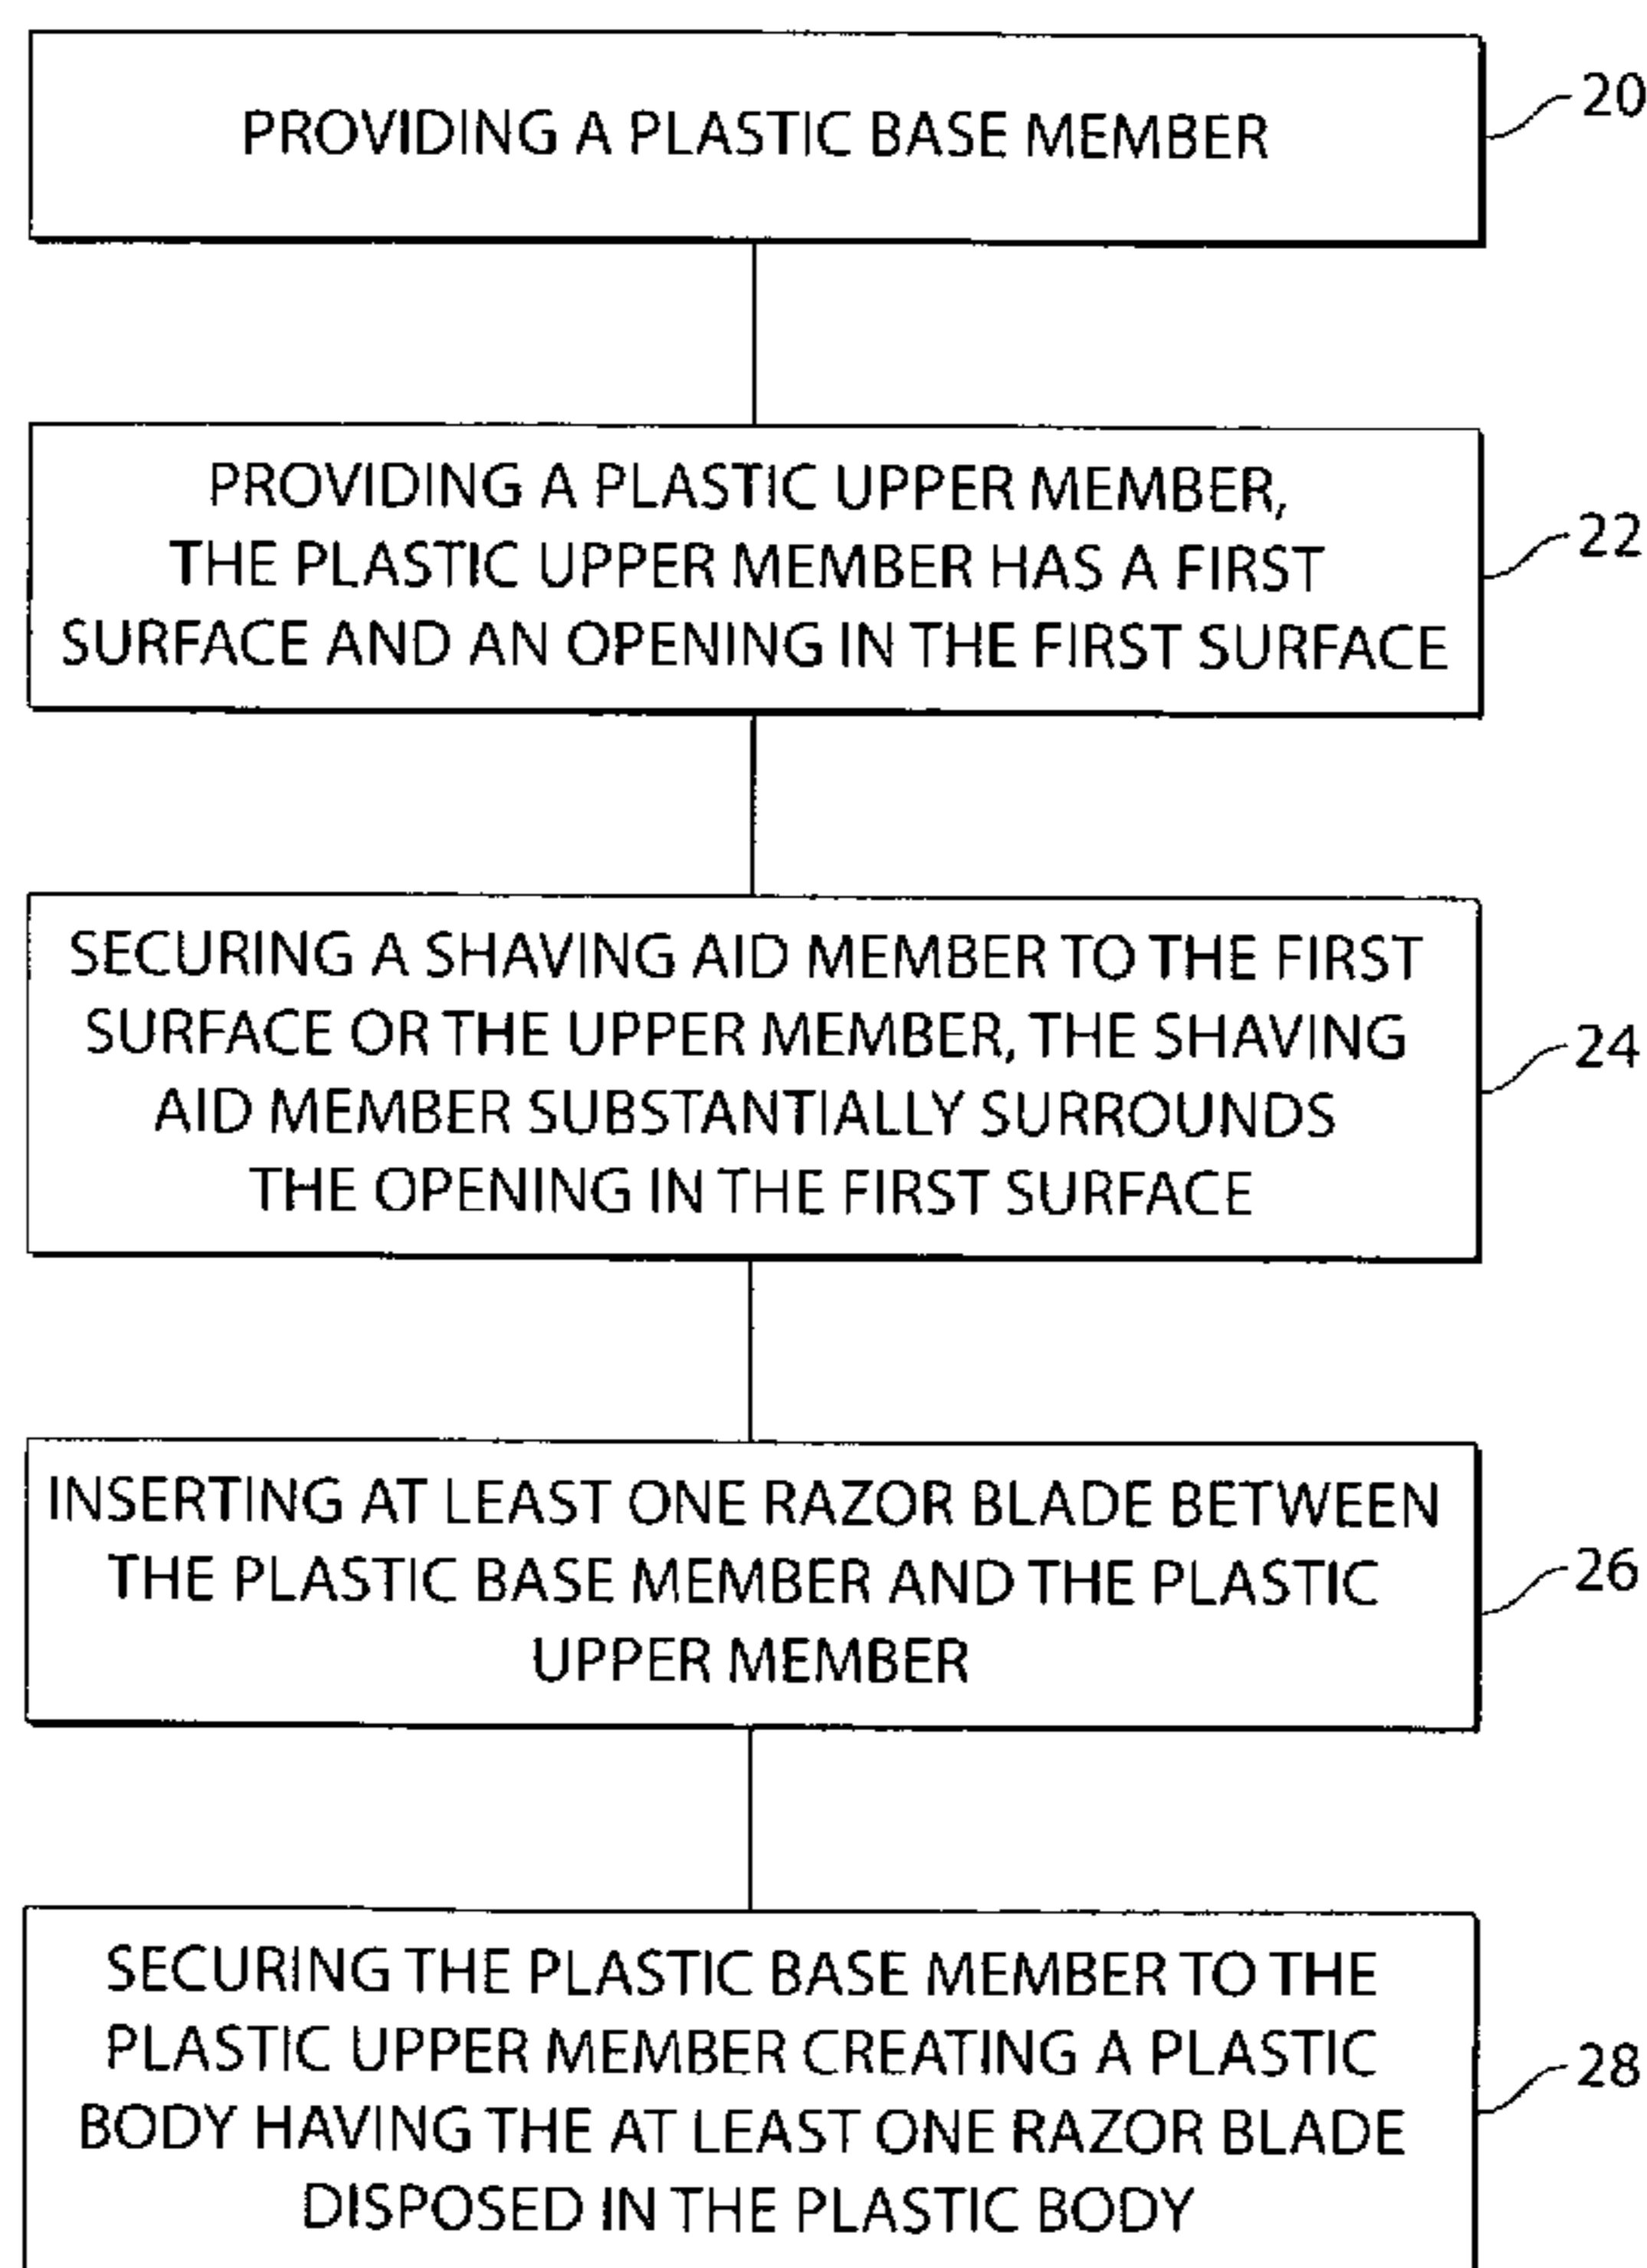 PROVIDING A PLASTIC BASE MEMBER
20
PROVIDING A PLASTIC UPPER MEMBER,
THE PLASTIC UPPER MEMBER HAS A FIRST
SURFACE AND AN OPENING IN THE FIRST SURFACE
22
SECURING A SHAVING AID MEMBER TO THE FIRST
SURFACE OR THE UPPER MEMBER, THE SHAVING
AID MEMBER SUBSTANTIALLY SURROUNDS
THE OPENING IN THE FIRST SURFACE
24
INSERTING AT LEAST ONE RAZOR BLADE BETWEEN
THE PLASTIC BASE MEMBER AND THE PLASTIC
UPPER MEMBER
26
SECURING THE PLASTIC BASE MEMBER TO THE
PLASTIC UPPER MEMBER CREATING A PLASTIC
BODY HAVING THE AT LEAST ONE RAZOR BLADE
DISPOSED IN THE PLASTIC BODY
28